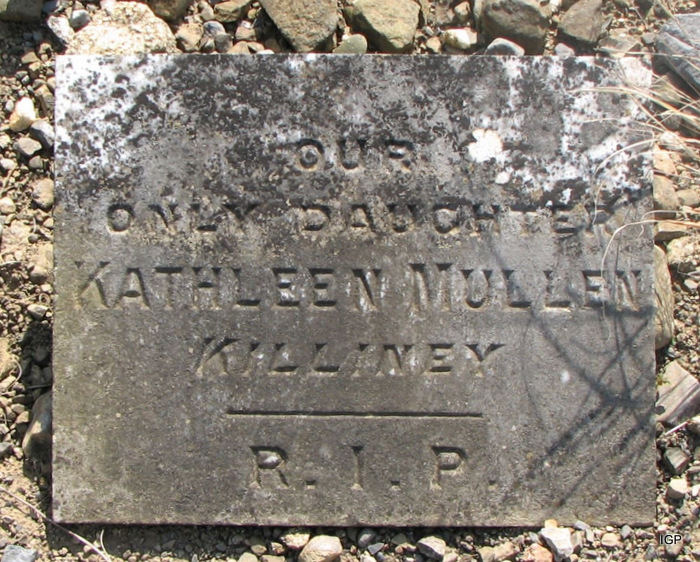 OUR
ONLY DAUGHTER
KATHLEEN MULLEN
KILLINEY
R.I.P.
IGP